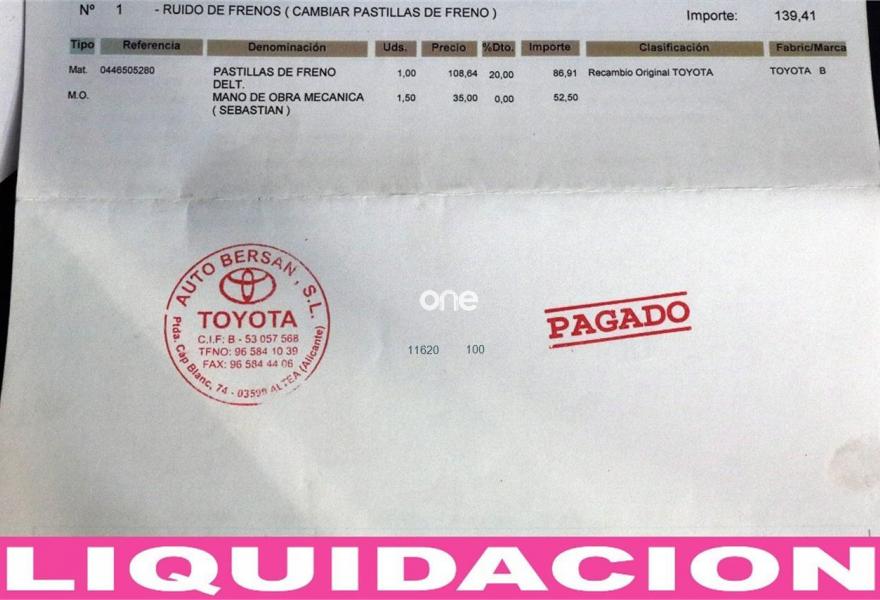 Nº 1 - RUIDO DE FRENOS ( CAMBIAR PASTILLAS DE FRENO ) Importe: 139,41
Tipo Referencia Denominación Uds. Precio %Dto. Importe Clasificación Fabric/Marca
Mat. 0446505280 PASTILLAS DE FRENO 1,00 108,64 20,00 86,91 Recambio Original TOYOTA TOYOTA B
DELT.
M.O. MANO DE OBRA MECANICA 1,50 35,00 0,00 52,50
( SEBASTIAN )
AUTO BERSAN, S.L.
TOYOTA
C.I.F: B - 53 057 568
TFNO: 96 584 10 39
FAX: 96 584 44 06
Ptda. Cap Blanc, 74 - 03590 ALTEA (Alicante)
one
11620 100
PAGADO
LIQUIDACION